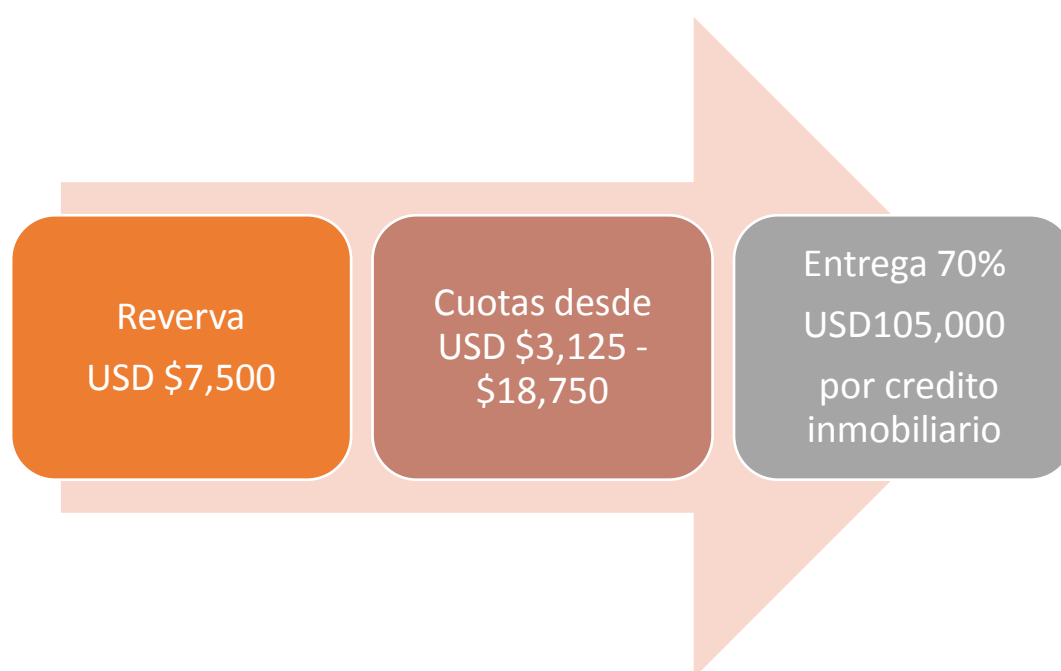 Reverva
USD $7,500
Cuotas desde
USD $3,125 -
$18,750
Entrega 70%
USD105,000
por credito
inmobiliario